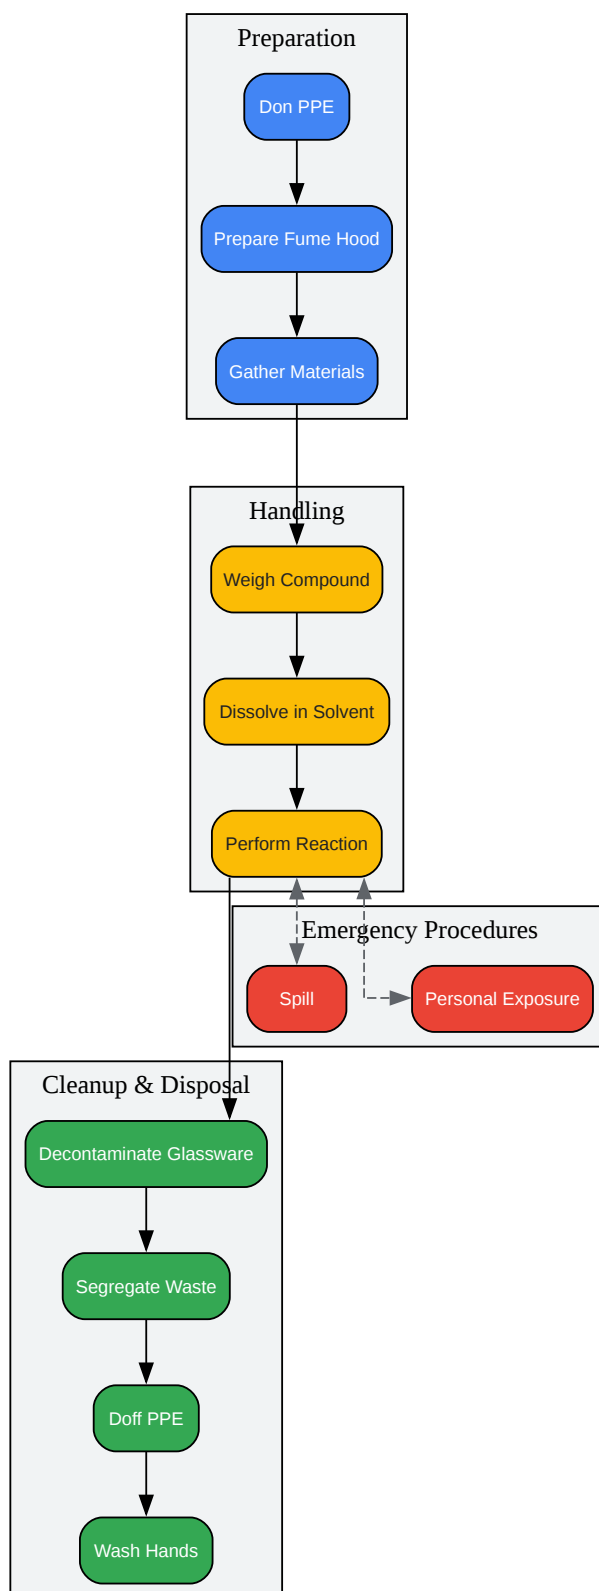 Preparation
Don PPE
Prepare Fume Hood
Gather Materials
Handling
Weigh Compound
Dissolve in Solvent
Perform Reaction
Emergency Procedures
Spill
Personal Exposure
Cleanup & Disposal
Decontaminate Glassware
Segregate Waste
Doff PPE
Wash Hands